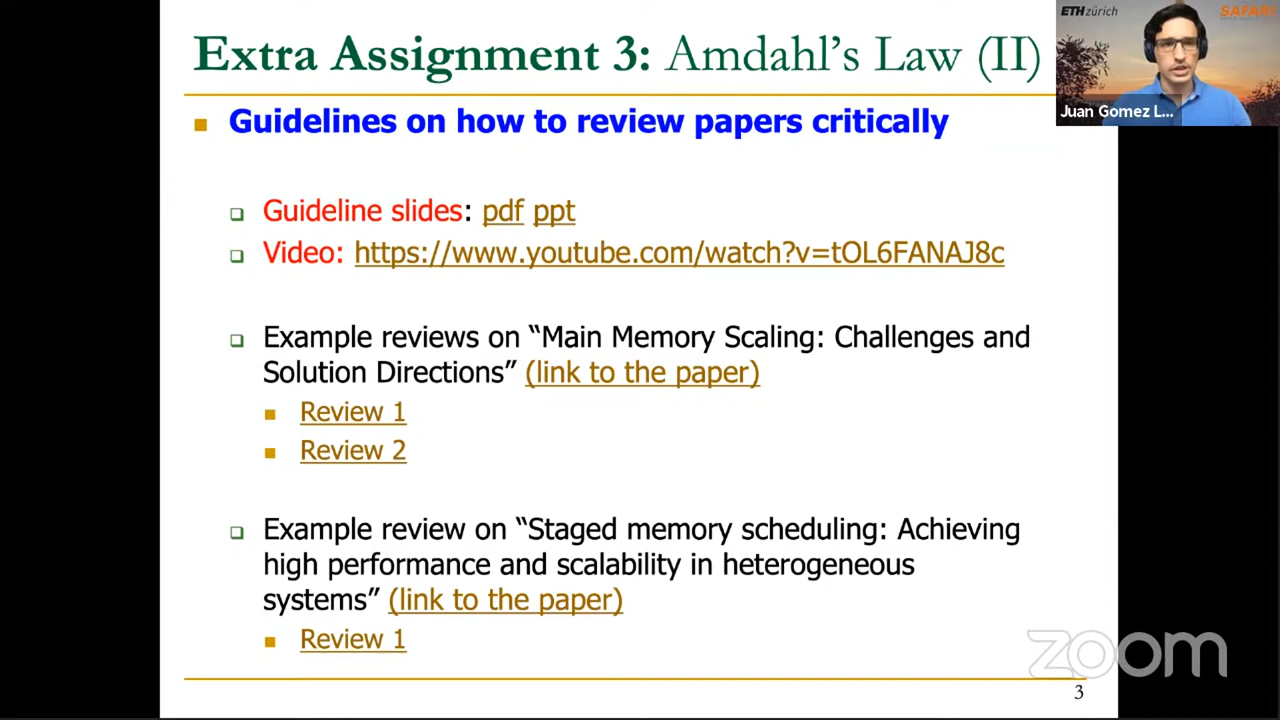 Extra Assignment 3: Amdahl's Law (II)
ETHzürich
SAFARI
Juan Gomez L...
Guidelines on how to review papers critically
Guideline slides: pdf ppt
Video: https://www.youtube.com/watch?v=tOL6FANAJ8c
Example reviews on “Main Memory Scaling: Challenges and
Solution Directions” (link to the paper)
Review 1
Review 2
Example review on “Staged memory scheduling: Achieving
high performance and scalability in heterogeneous
systems” (link to the paper)
Review 1
zoom
3